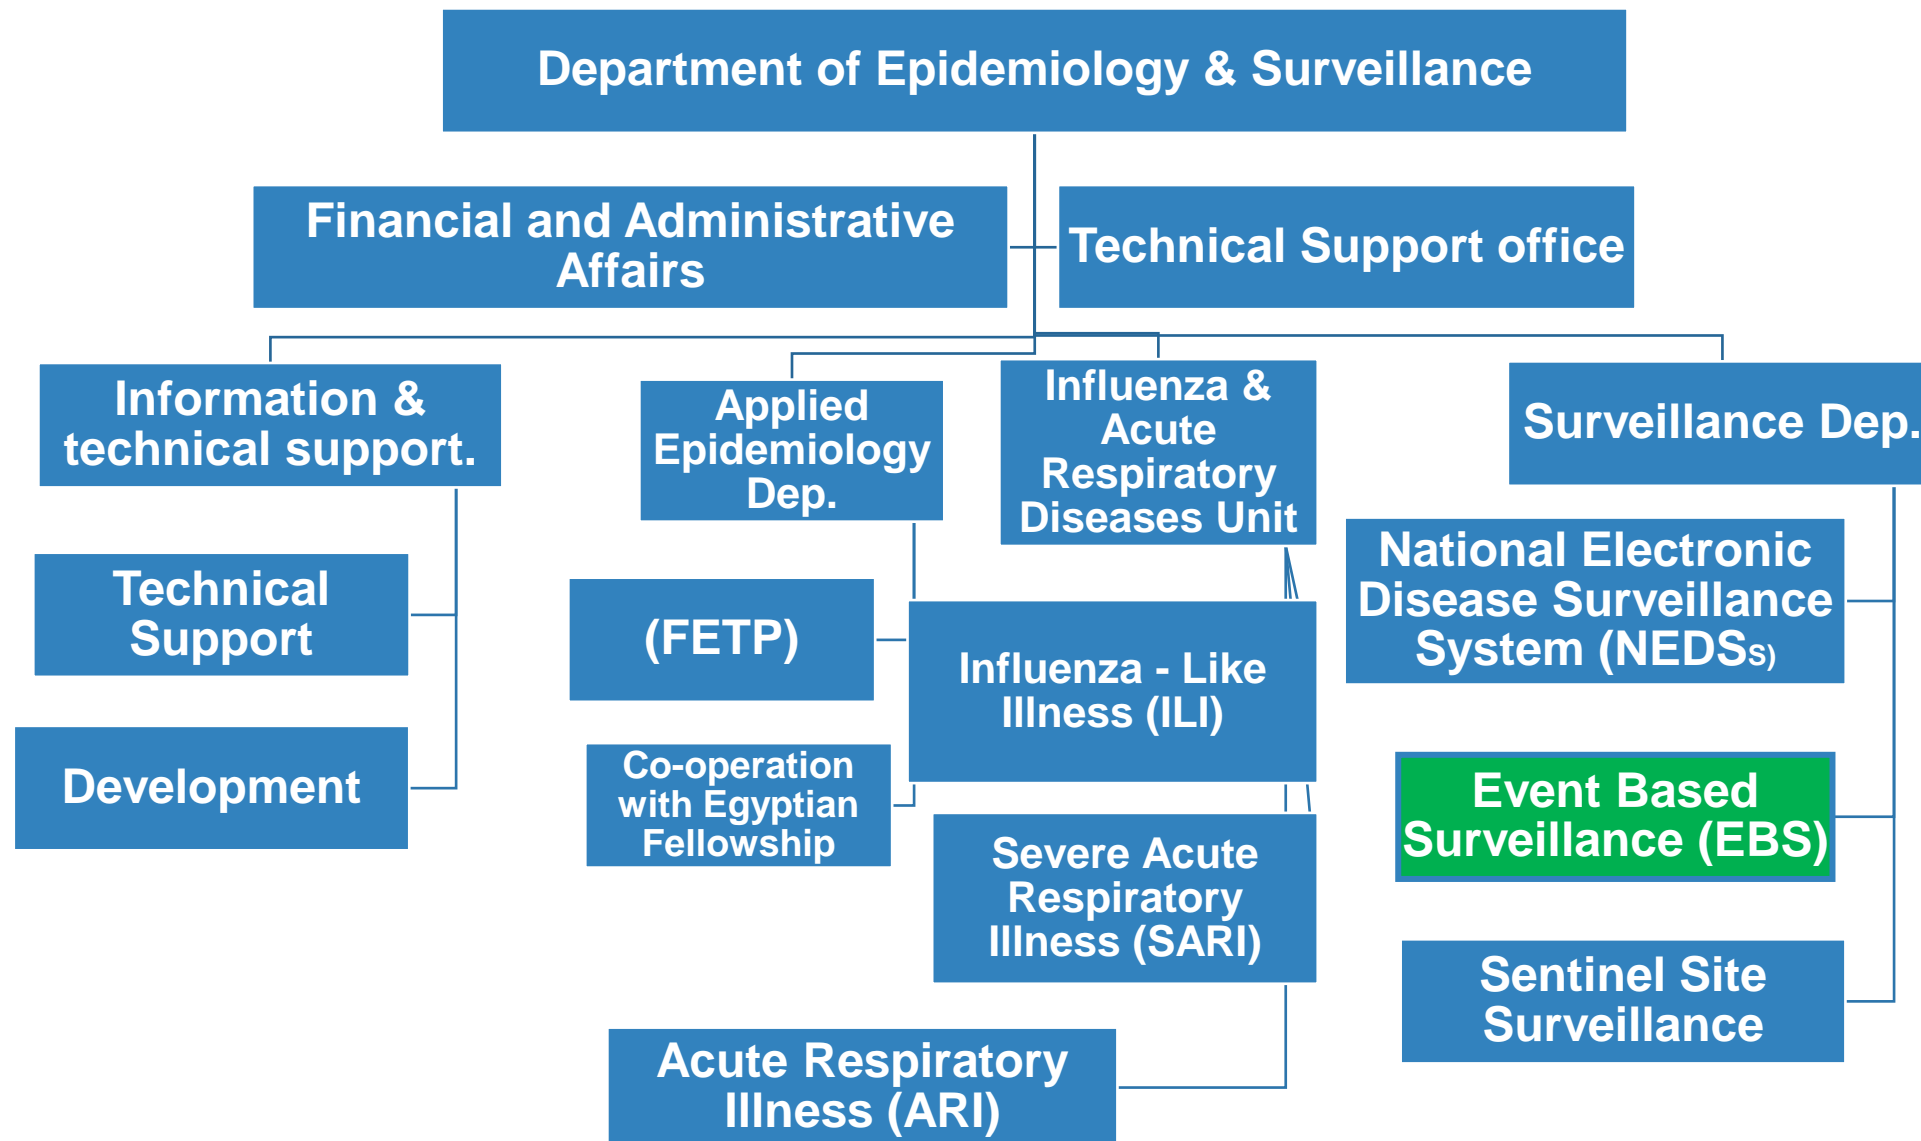 Department of Epidemiology & Surveillance
Financial and Administrative
Affairs
Technical Support office
Information &
technical support.
Technical
Support
Development
Applied
Epidemiology
Dep.
(FETP)
Co-operation
with Egyptian
Fellowship
Influenza &
Acute
Respiratory
Diseases Unit
Influenza - Like
Illness (ILI)
Severe Acute
Respiratory
Illness (SARI)
Acute Respiratory
Illness (ARI)
Surveillance Dep.
National Electronic
Disease Surveillance
System (NEDSs)
Event Based
Surveillance (EBS)
Sentinel Site
Surveillance